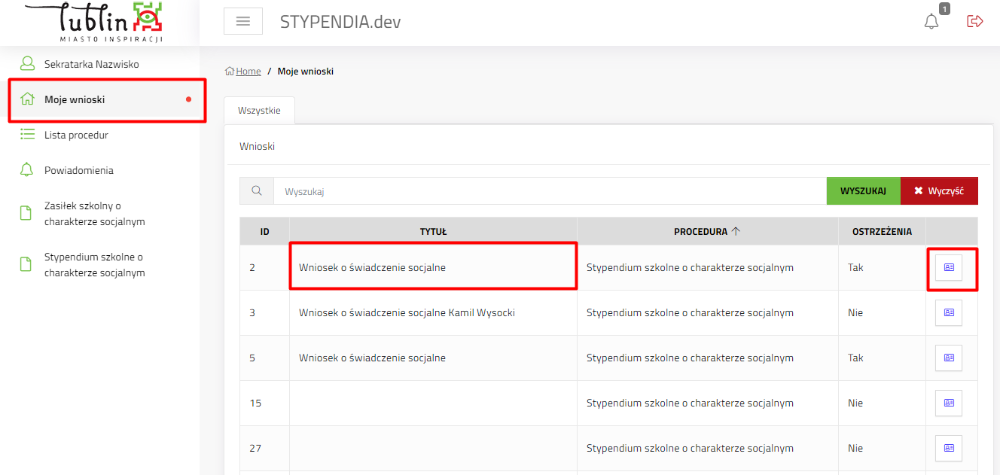 Lublin
MIASTO INSPIRACJI
STYPENDIA.dev
1
Sekratarka Nazwisko
Moje wnioski
Lista procedur
Powiadomienia
Zasiłek szkolny o
charakterze socjalnym
Stypendium szkolne o
charakterze socjalnym
Home / Moje wnioski
Wszystkie
Wnioski
Wyszukaj WYSZUKAJ Wyczyść
ID TYTUŁ PROCEDURA OSTRZEŻENIA
2 Wniosek o świadczenie socjalne Stypendium szkolne o charakterze socjalnym Tak
3 Wniosek o świadczenie socjalne Kamil Wysocki Stypendium szkolne o charakterze socjalnym Nie
5 Wniosek o świadczenie socjalne Stypendium szkolne o charakterze socjalnym Tak
15 Stypendium szkolne o charakterze socjalnym Nie
27 Stypendium szkolne o charakterze socjalnym Nie